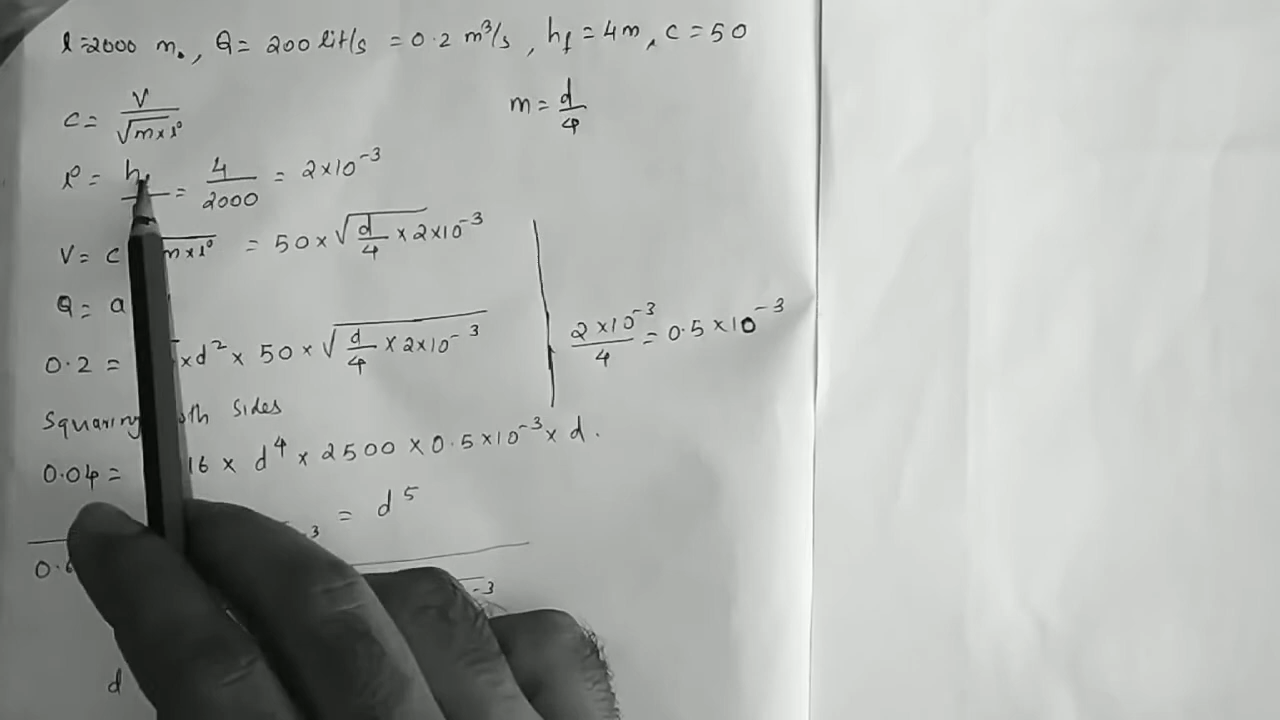 l=2000 m., Q= 200 lit/s = 0.2 m³/s, hf = 4m, c = 50
c = V/√m×i
m = d/4
i = h = 4/2000 = 2×10⁻³
V = c m×i = 50×√d/4 × 2×10⁻³
Q = a
0.2 = ×d² × 50 × √d/4 × 2×10⁻³
2×10⁻³/4 = 0.5×10⁻³
Squaring sides
0.04 = 16 × d⁴ × 2500 × 0.5×10⁻³ × d.
⁻³ = d⁵
0.
⁻³
d